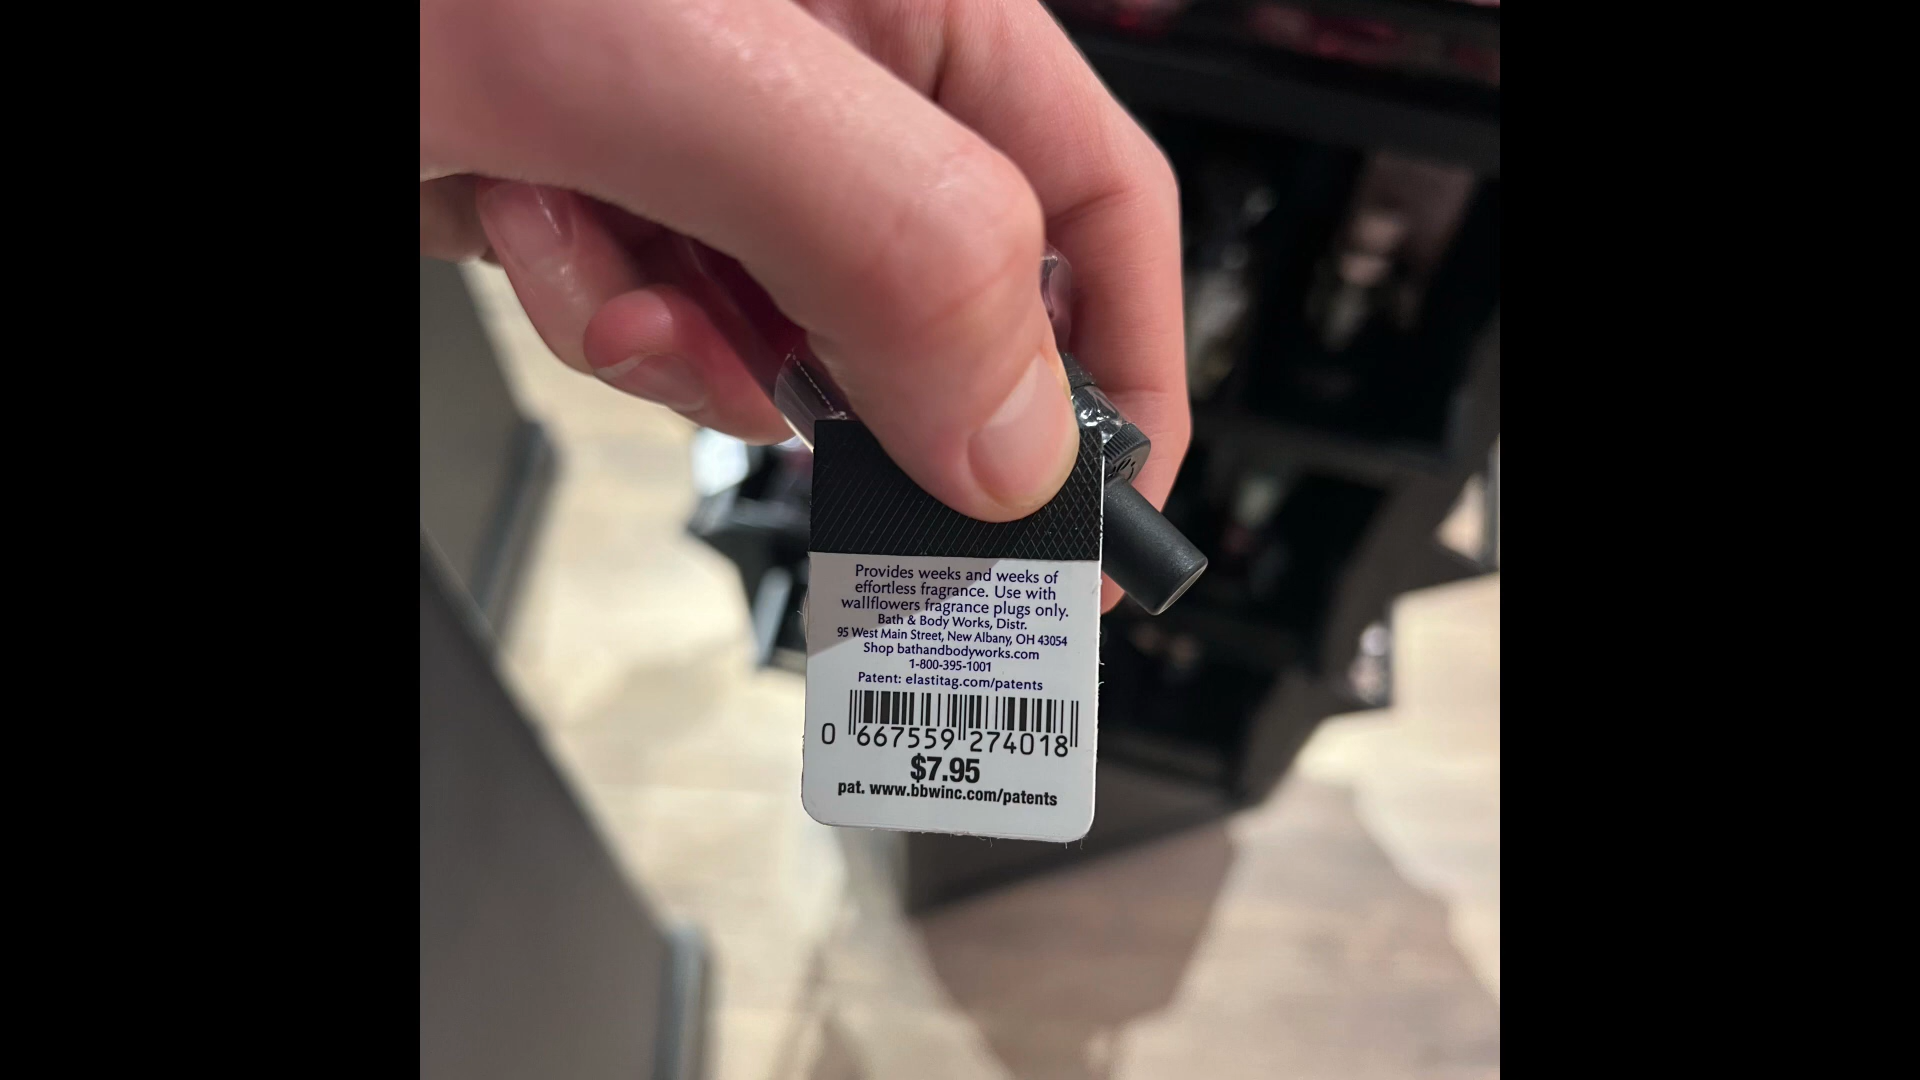 Provides weeks and weeks of
effortless fragrance. Use with
wallflowers fragrance plugs only.
Bath & Body Works, Distr.
95 West Main Street, New Albany, OH 43054
Shop bathandbodyworks.com
1-800-395-1001
Patent: elastitag.com/patents
0 667559 274018
$7.95
pat. www.bbwinc.com/patents